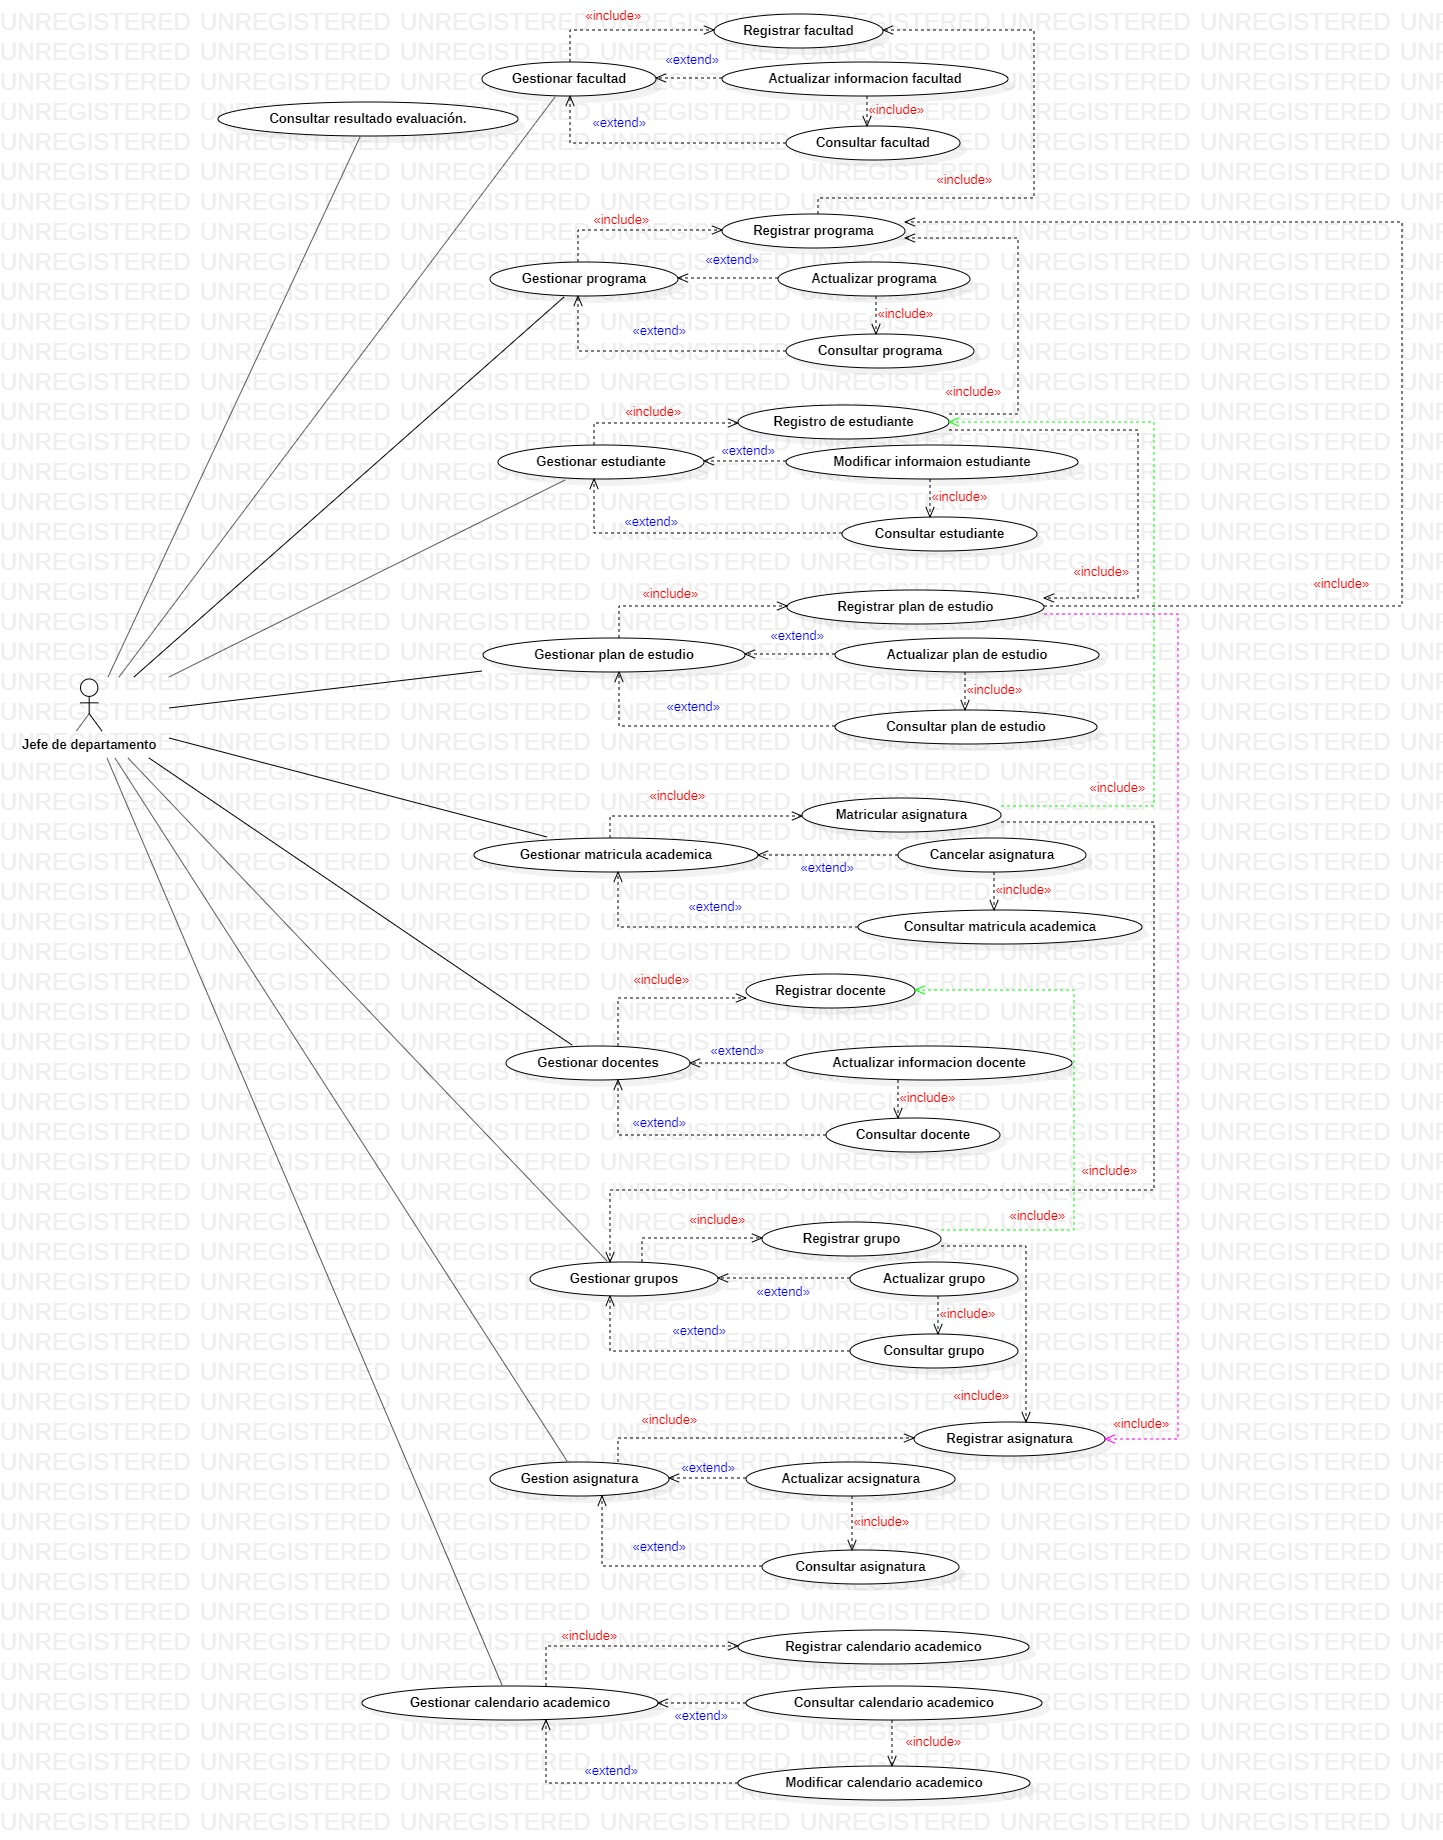 «include»
Registrar facultad
«extend»
Gestionar facultad
Actualizar informacion facultad
«include»
Consultar resultado evaluación.
«extend»
Consultar facultad
«include»
«include»
Registrar programa
«extend»
Gestionar programa
Actualizar programa
«include»
«extend»
Consultar programa
«include»
«include»
Registro de estudiante
«extend»
Gestionar estudiante
Modificar informaion estudiante
«include»
«extend»
Consultar estudiante
«include»
«include»
«include»
Registrar plan de estudio
«extend»
Gestionar plan de estudio
Actualizar plan de estudio
«include»
«extend»
Consultar plan de estudio
Jefe de departamento
«include»
«include»
Matricular asignatura
Gestionar matricula academica
Cancelar asignatura
«extend»
«include»
«extend»
Consultar matricula academica
«include»
Registrar docente
«extend»
Gestionar docentes
Actualizar informacion docente
«include»
«extend»
Consultar docente
«include»
«include»
«include»
Registrar grupo
Gestionar grupos
Actualizar grupo
«extend»
«include»
«extend»
Consultar grupo
«include»
«include»
«include»
Registrar asignatura
«extend»
Gestion asignatura
Actualizar acsignatura
«include»
«extend»
Consultar asignatura
«include»
Registrar calendario academico
Gestionar calendario academico
Consultar calendario academico
«extend»
«include»
«extend»
Modificar calendario academico
UNREGISTERED